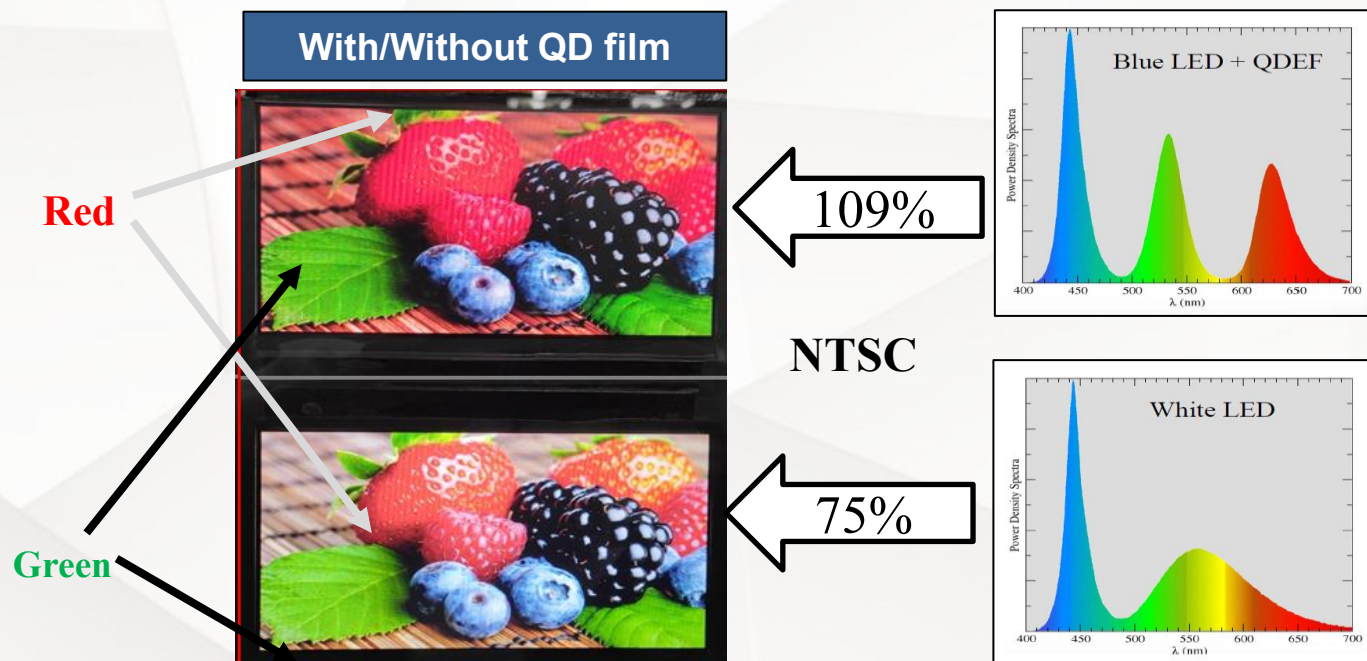 With/Without QD film
Red
Green
109%
NTSC
75%
Blue LED + QDEF
Power Density Spectra
400 450 500 550 600 650 700
λ (nm)
White LED
Power Density Spectra
400 450 500 550 600 650 700
λ (nm)